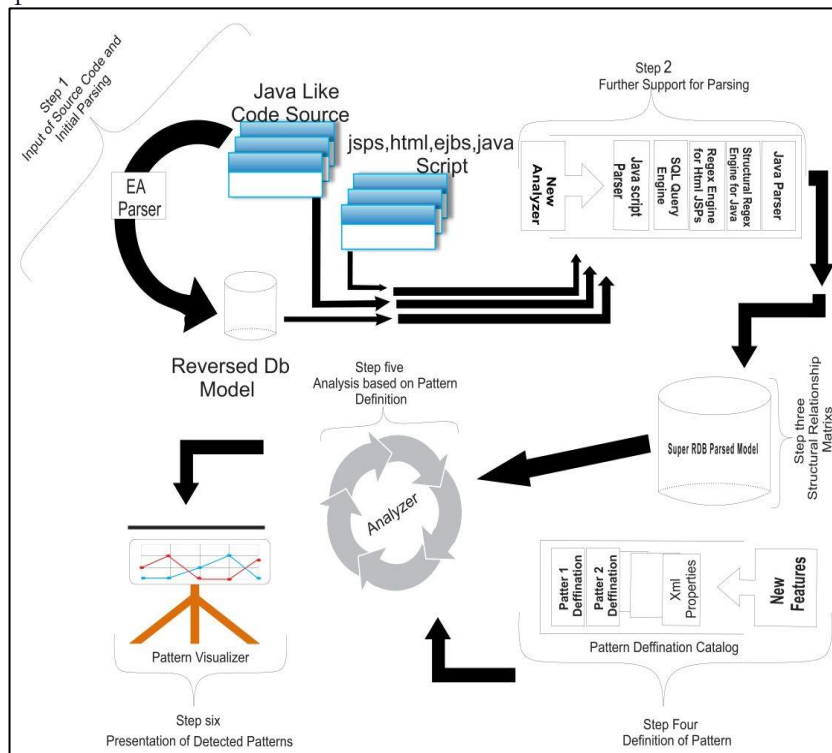 Step 1
Input of Source Code and
Initial Parsing
Java Like
Code Source
jsps,html,ejbs,java
Script
EA
Parser
Reversed Db
Model
Step 2
Further Support for Parsing
New
Analyzer
Java script
Parser
SQL Query
Engine
Regex Engine
for Html JSPs
Structural Regex
Engine for Java
Java Parser
Super RDB Parsed Model
Step three
Structural Relationship
Matrixs
Step five
Analysis based on Pattern
Definition
Analyzer
Patter 1
Deffination
Patter 2
Deffination
Xml
Properties
New
Features
Pattern Deffination Catalog
Step Four
Definition of Pattern
Pattern Visualizer
Step six
Presentation of Detected Patterns